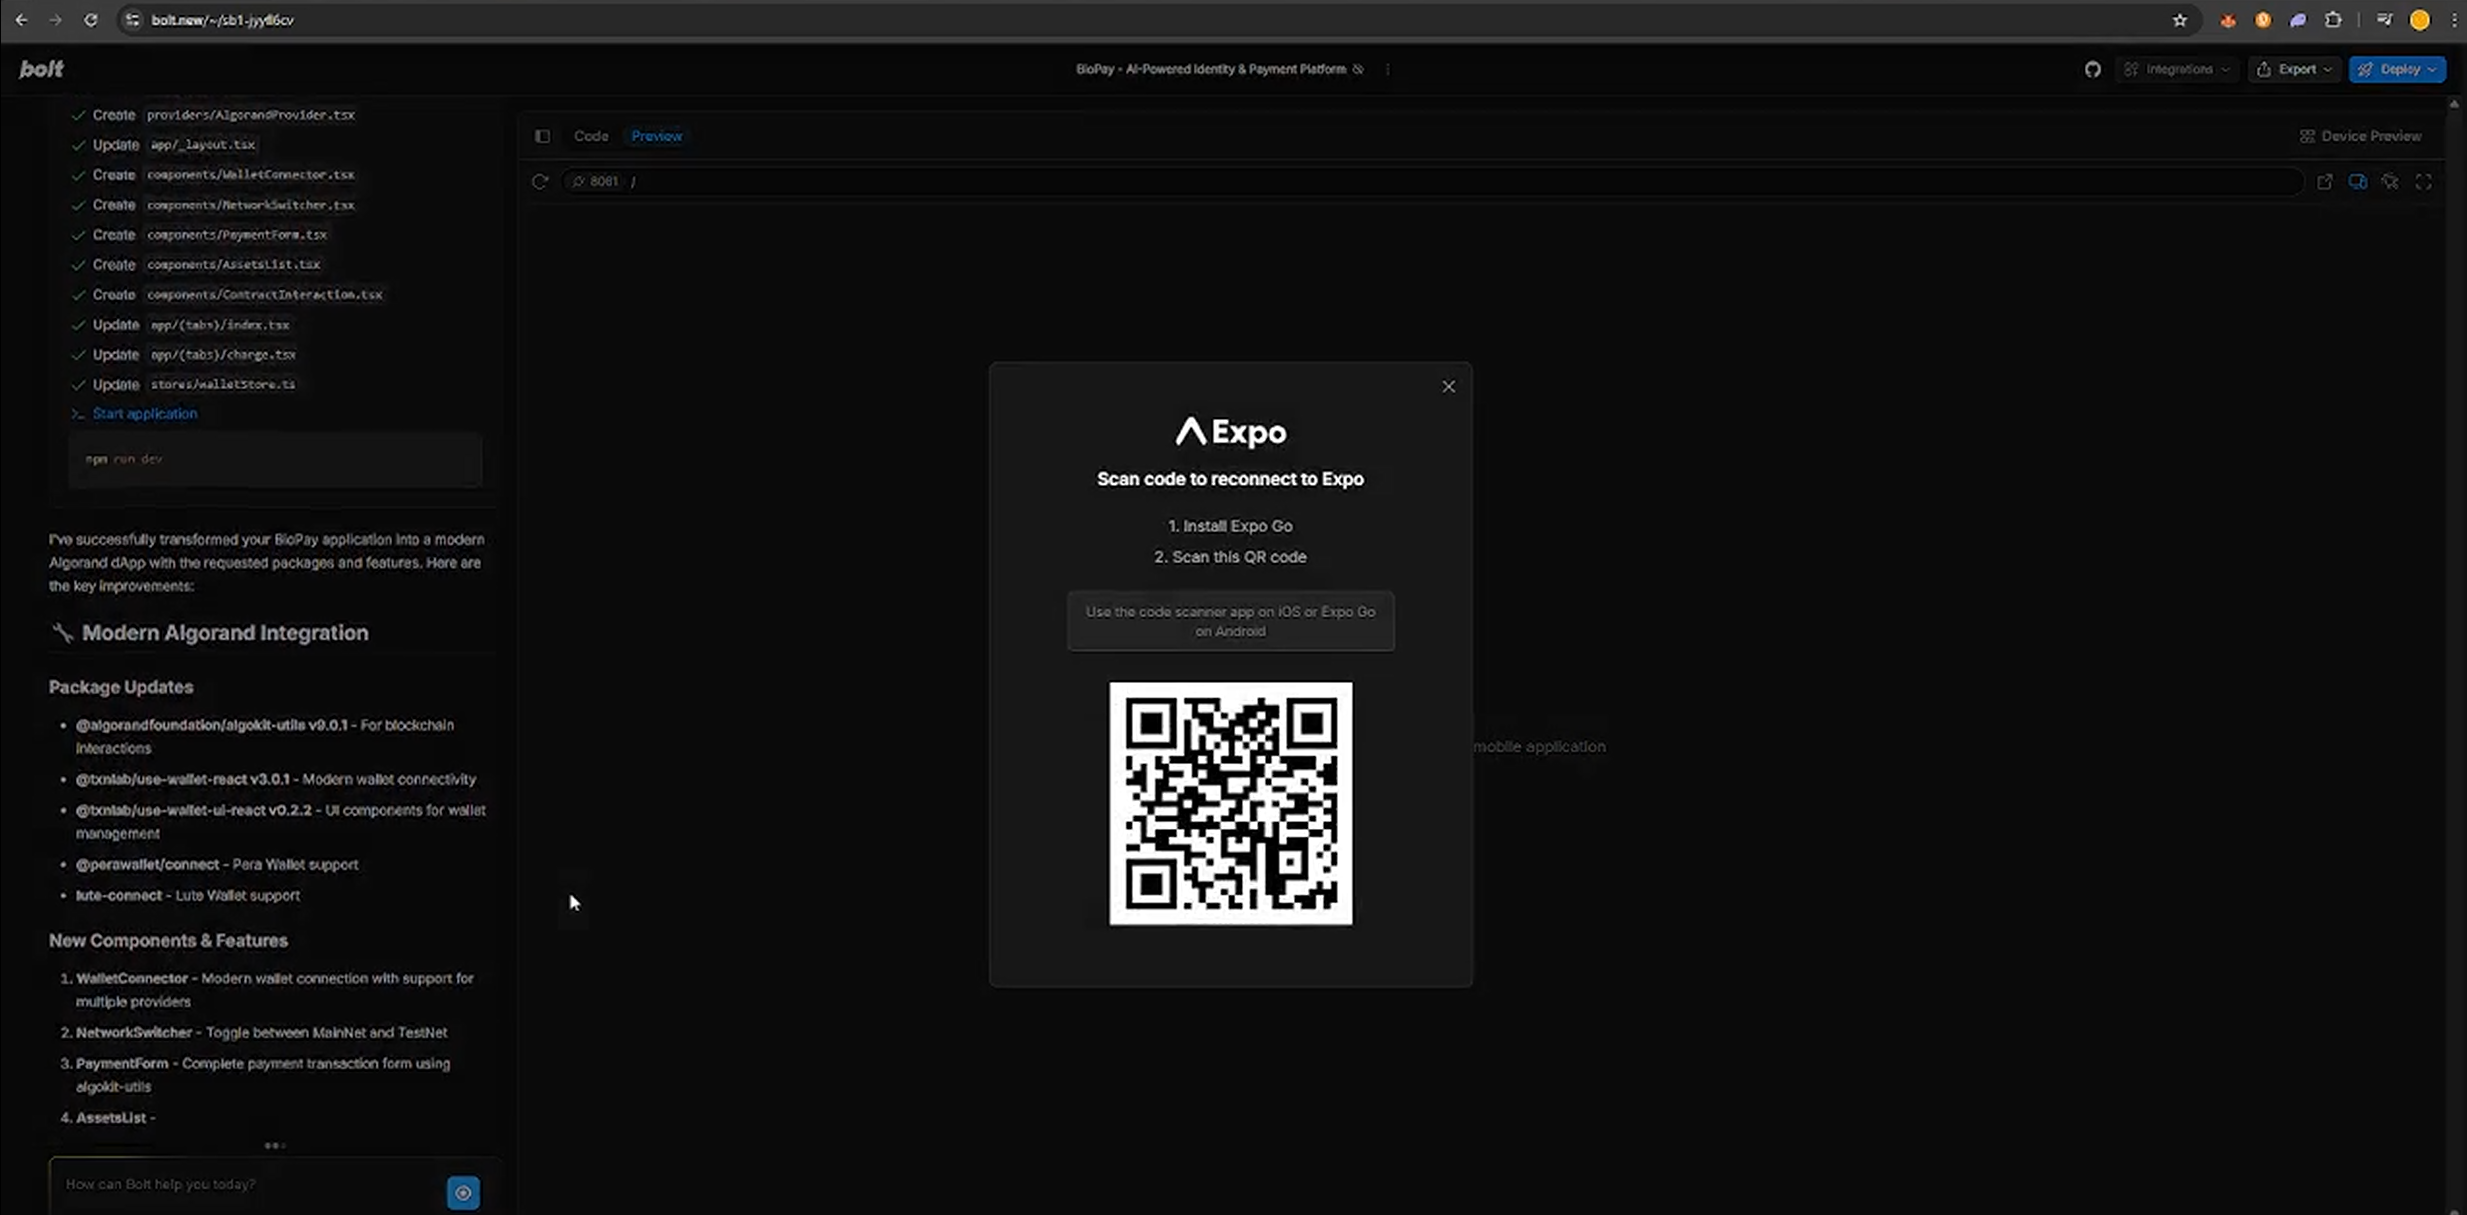 bolt.new/~/sb1-jyyfl6cv
bolt
BioPay - AI-Powered Identity & Payment Platform
Integrations
Export
Deploy
Create providers/AlgorandProvider.tsx
Update app/_layout.tsx
Create components/WalletConnector.tsx
Create components/NetworkSwitcher.tsx
Create components/PaymentForm.tsx
Create components/AssetsList.tsx
Create components/ContractInteraction.tsx
Update app/(tabs)/index.tsx
Update app/(tabs)/charge.tsx
Update stores/walletStore.ts
Start application
npm run dev
I've successfully transformed your BioPay application into a modern
Algorand dApp with the requested packages and features. Here are
the key improvements:
Modern Algorand Integration
Package Updates
• @algorandfoundation/algokit-utils v9.0.1 - For blockchain
interactions
• @txnlab/use-wallet-react v3.0.1 - Modern wallet connectivity
• @txnlab/use-wallet-ui-react v0.2.2 - UI components for wallet
management
• @perawallet/connect - Pera Wallet support
• lute-connect - Lute Wallet support
New Components & Features
1. WalletConnector - Modern wallet connection with support for
multiple providers
2. NetworkSwitcher - Toggle between MainNet and TestNet
3. PaymentForm - Complete payment transaction form using
algokit-utils
4. AssetsList -
How can Bolt help you today?
Code
Preview
Device Preview
8081 /
Expo
Scan code to reconnect to Expo
1. Install Expo Go
2. Scan this QR code
Use the code scanner app on iOS or Expo Go
on Android
mobile application